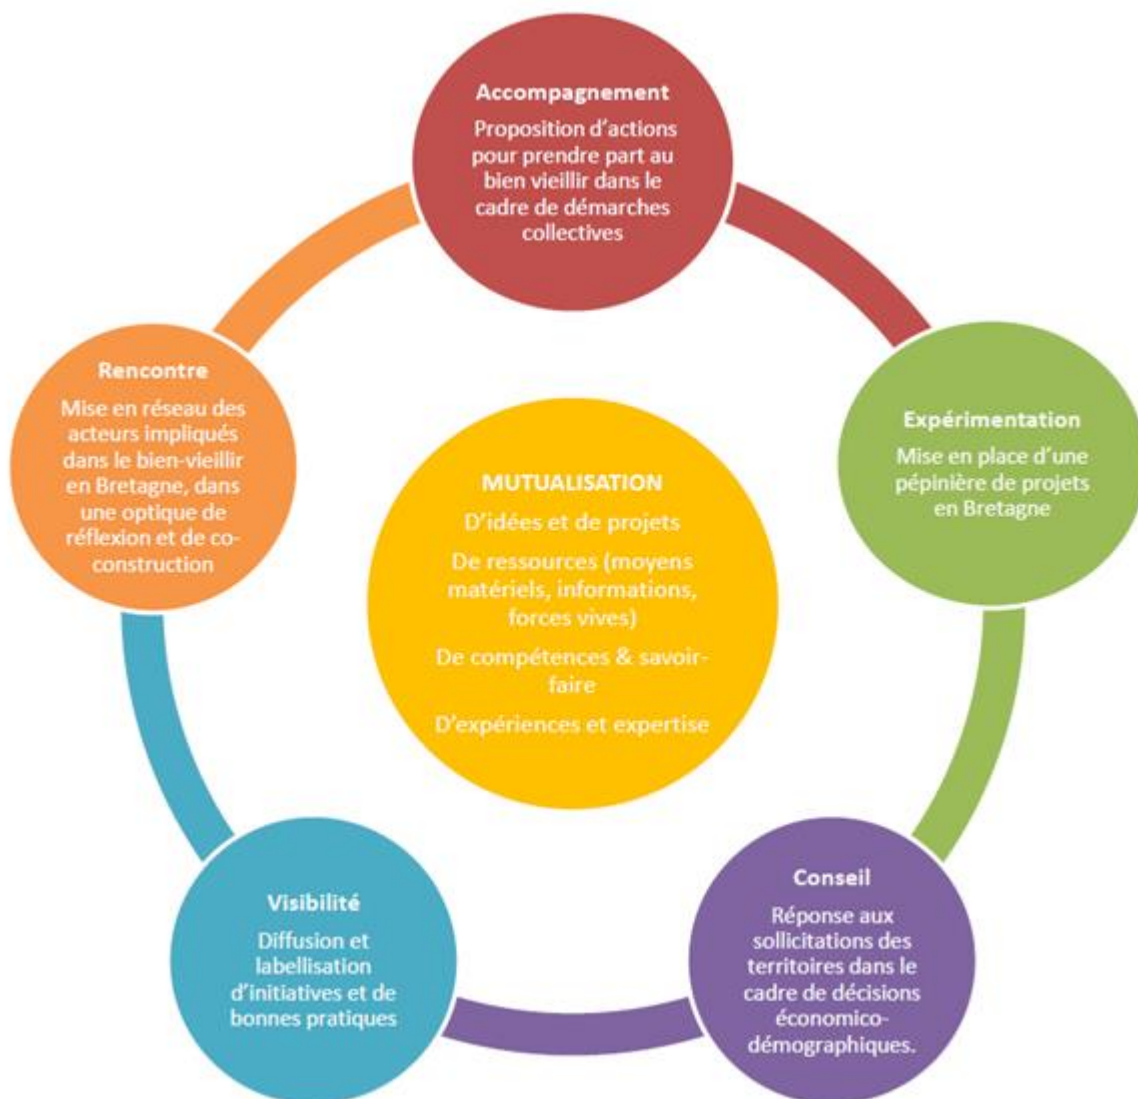 Accompagnement
Proposition d'actions
pour prendre part au
bien vieillir dans le
cadre de démarches
collectives
Expérimentation
Mise en place d'une
pépinière de projets
en Bretagne
Conseil
Réponse aux
sollicitations des
territoires dans le
cadre de décisions
économico-
démographiques.
Visibilité
Diffusion et
labellisation
d'initiatives et de
bonnes pratiques
Rencontre
Mise en réseau des
acteurs impliqués
dans le bien-vieillir
en Bretagne, dans
une optique de
réflexion et de co-
construction
MUTUALISATION
D'idées et de projets
De ressources (moyens
matériels, informations,
forces vives)
De compétences & savoir-
faire
D'expériences et expertise